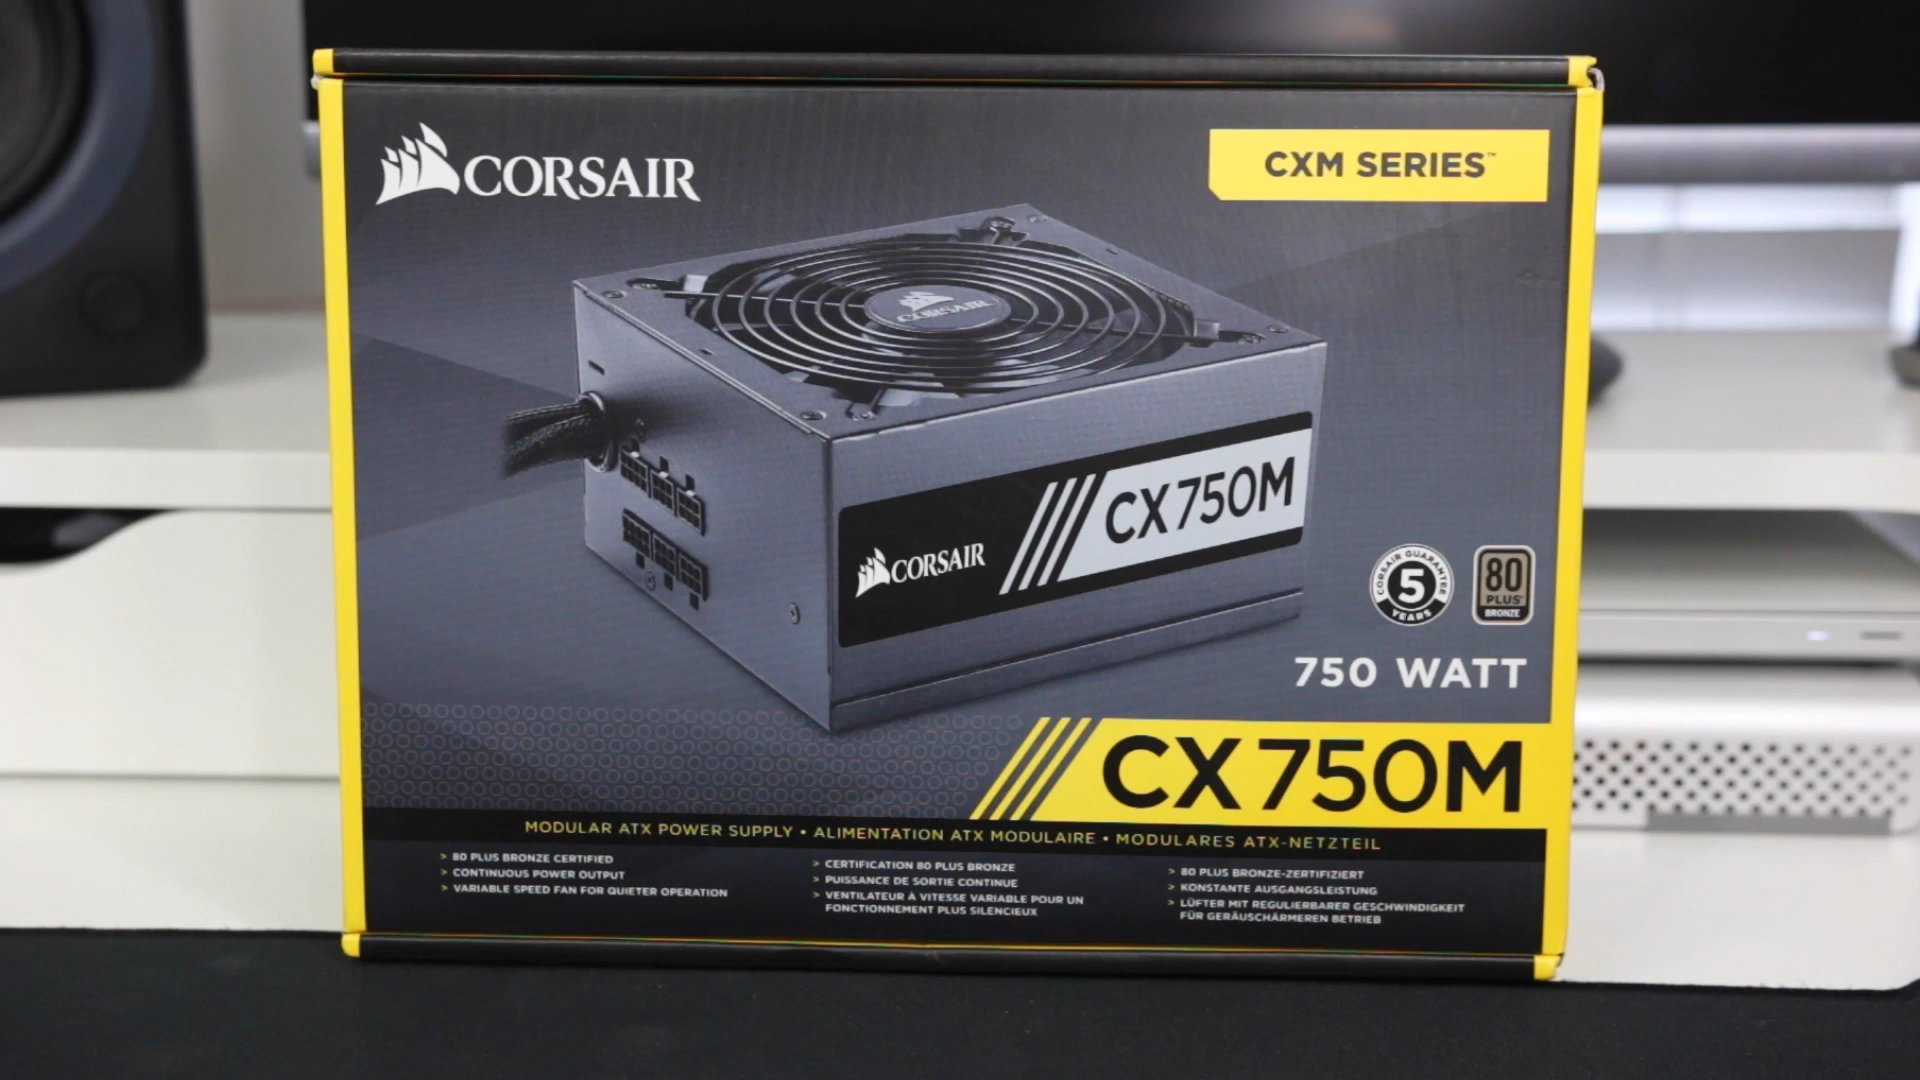 CORSAIR
CXM SERIES™
CORSAIR
CORSAIR
CX750M
CORSAIR GUARANTEE
5
YEARS
80
PLUS®
BRONZE
750 WATT
CX750M
MODULAR ATX POWER SUPPLY • ALIMENTATION ATX MODULAIRE • MODULARES ATX-NETZTEIL
> 80 PLUS BRONZE CERTIFIED
> CONTINUOUS POWER OUTPUT
> VARIABLE SPEED FAN FOR QUIETER OPERATION
> CERTIFICATION 80 PLUS BRONZE
> PUISSANCE DE SORTIE CONTINUE
> VENTILATEUR À VITESSE VARIABLE POUR UN
FONCTIONNEMENT PLUS SILENCIEUX
> 80 PLUS BRONZE-ZERTIFIZIERT
> KONSTANTE AUSGANGSLEISTUNG
> LÜFTER MIT REGULIERBARER GESCHWINDIGKEIT
FÜR GERÄUSCHÄRMEREN BETRIEB